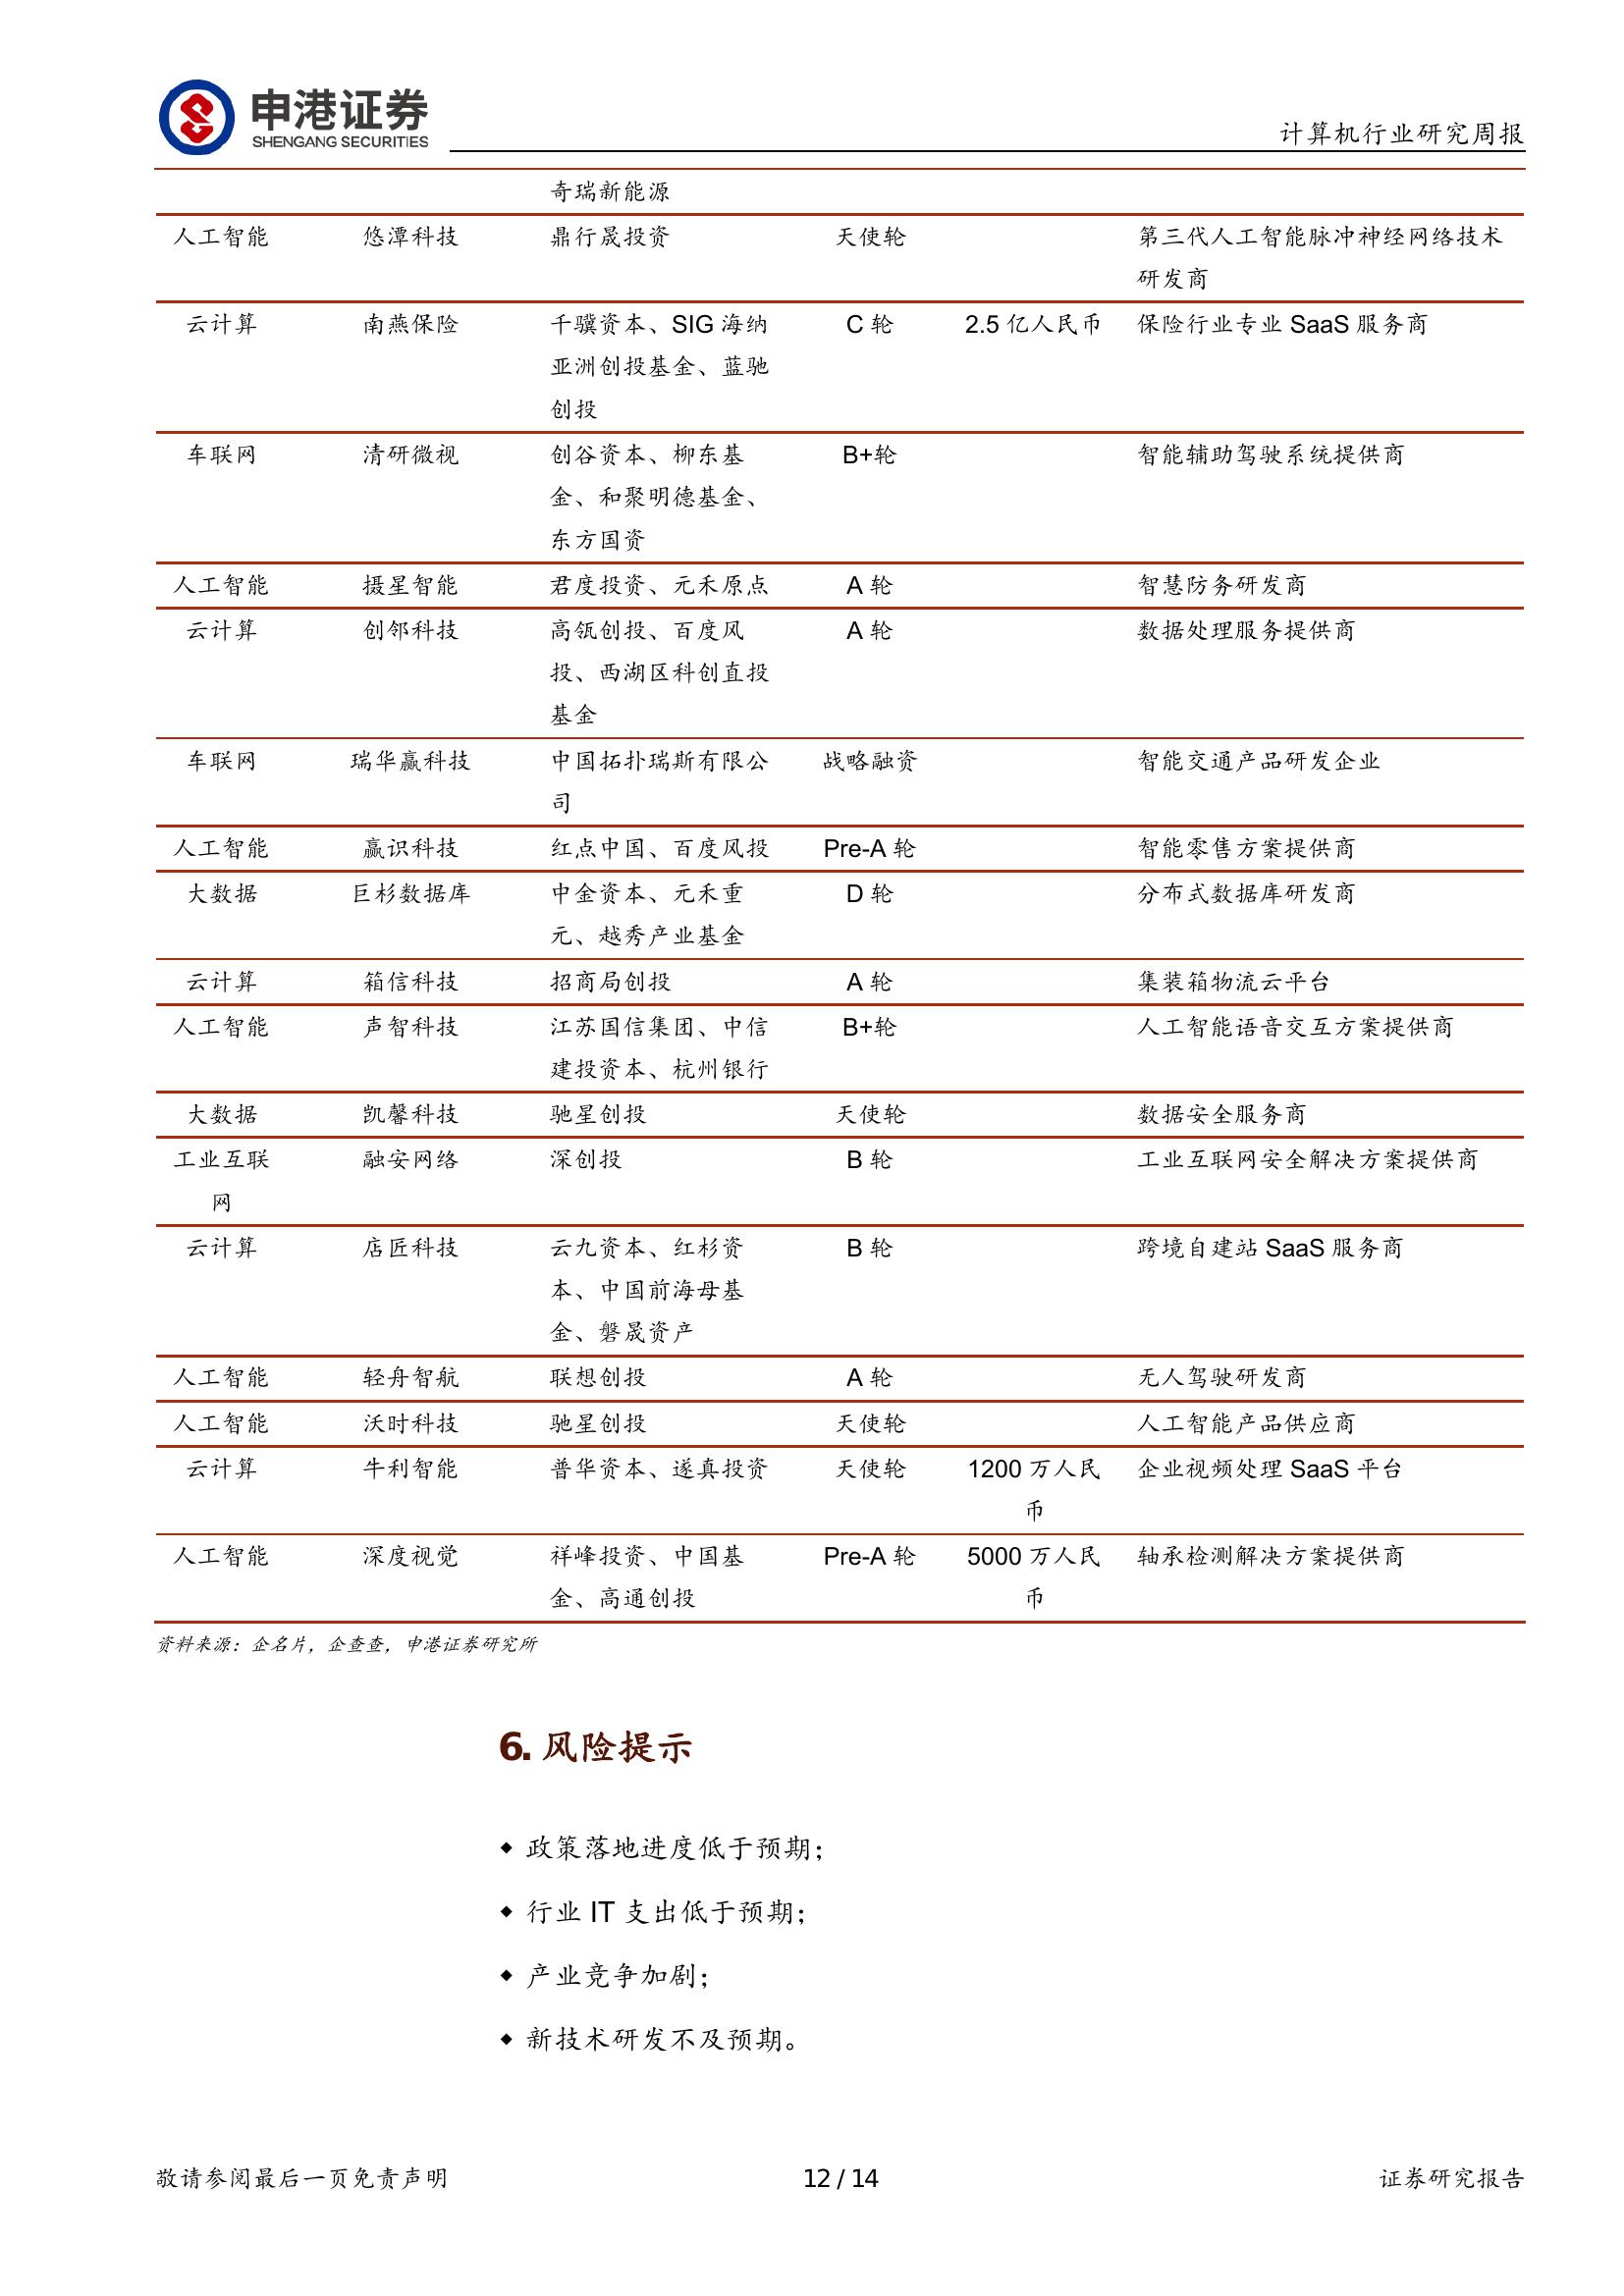 申港证券
SHENGANG SECURITIES
计算机行业研究周报
奇瑞新能源
人工智能 悠潭科技 鼎行晟投资 天使轮 第三代人工智能脉冲神经网络技术
研发商
云计算 南燕保险 千骥资本、SIG 海纳 C 轮 2.5 亿人民币 保险行业专业 SaaS 服务商
亚洲创投基金、蓝驰
创投
车联网 清研微视 创谷资本、柳东基 B+轮 智能辅助驾驶系统提供商
金、和聚明德基金、
东方国资
人工智能 摄星智能 君度投资、元禾原点 A 轮 智慧防务研发商
云计算 创邻科技 高瓴创投、百度风 A 轮 数据处理服务提供商
投、西湖区科创直投
基金
车联网 瑞华赢科技 中国拓扑瑞斯有限公 战略融资 智能交通产品研发企业
司
人工智能 赢识科技 红点中国、百度风投 Pre-A 轮 智能零售方案提供商
大数据 巨杉数据库 中金资本、元禾重 D 轮 分布式数据库研发商
元、越秀产业基金
云计算 箱信科技 招商局创投 A 轮 集装箱物流云平台
人工智能 声智科技 江苏国信集团、中信 B+轮 人工智能语音交互方案提供商
建投资本、杭州银行
大数据 凯馨科技 驰星创投 天使轮 数据安全服务商
工业互联 融安网络 深创投 B 轮 工业互联网安全解决方案提供商
网
云计算 店匠科技 云九资本、红杉资 B 轮 跨境自建站 SaaS 服务商
本、中国前海母基
金、磐晟资产
人工智能 轻舟智航 联想创投 A 轮 无人驾驶研发商
人工智能 沃时科技 驰星创投 天使轮 人工智能产品供应商
云计算 牛利智能 普华资本、遂真投资 天使轮 1200 万人民 企业视频处理 SaaS 平台
币
人工智能 深度视觉 祥峰投资、中国基 Pre-A 轮 5000 万人民 轴承检测解决方案提供商
金、高通创投 币
资料来源：企名片，企查查，申港证券研究所
6. 风险提示
◆ 政策落地进度低于预期；
◆ 行业 IT 支出低于预期；
◆ 产业竞争加剧；
◆ 新技术研发不及预期。
敬请参阅最后一页免责声明 12 / 14 证券研究报告